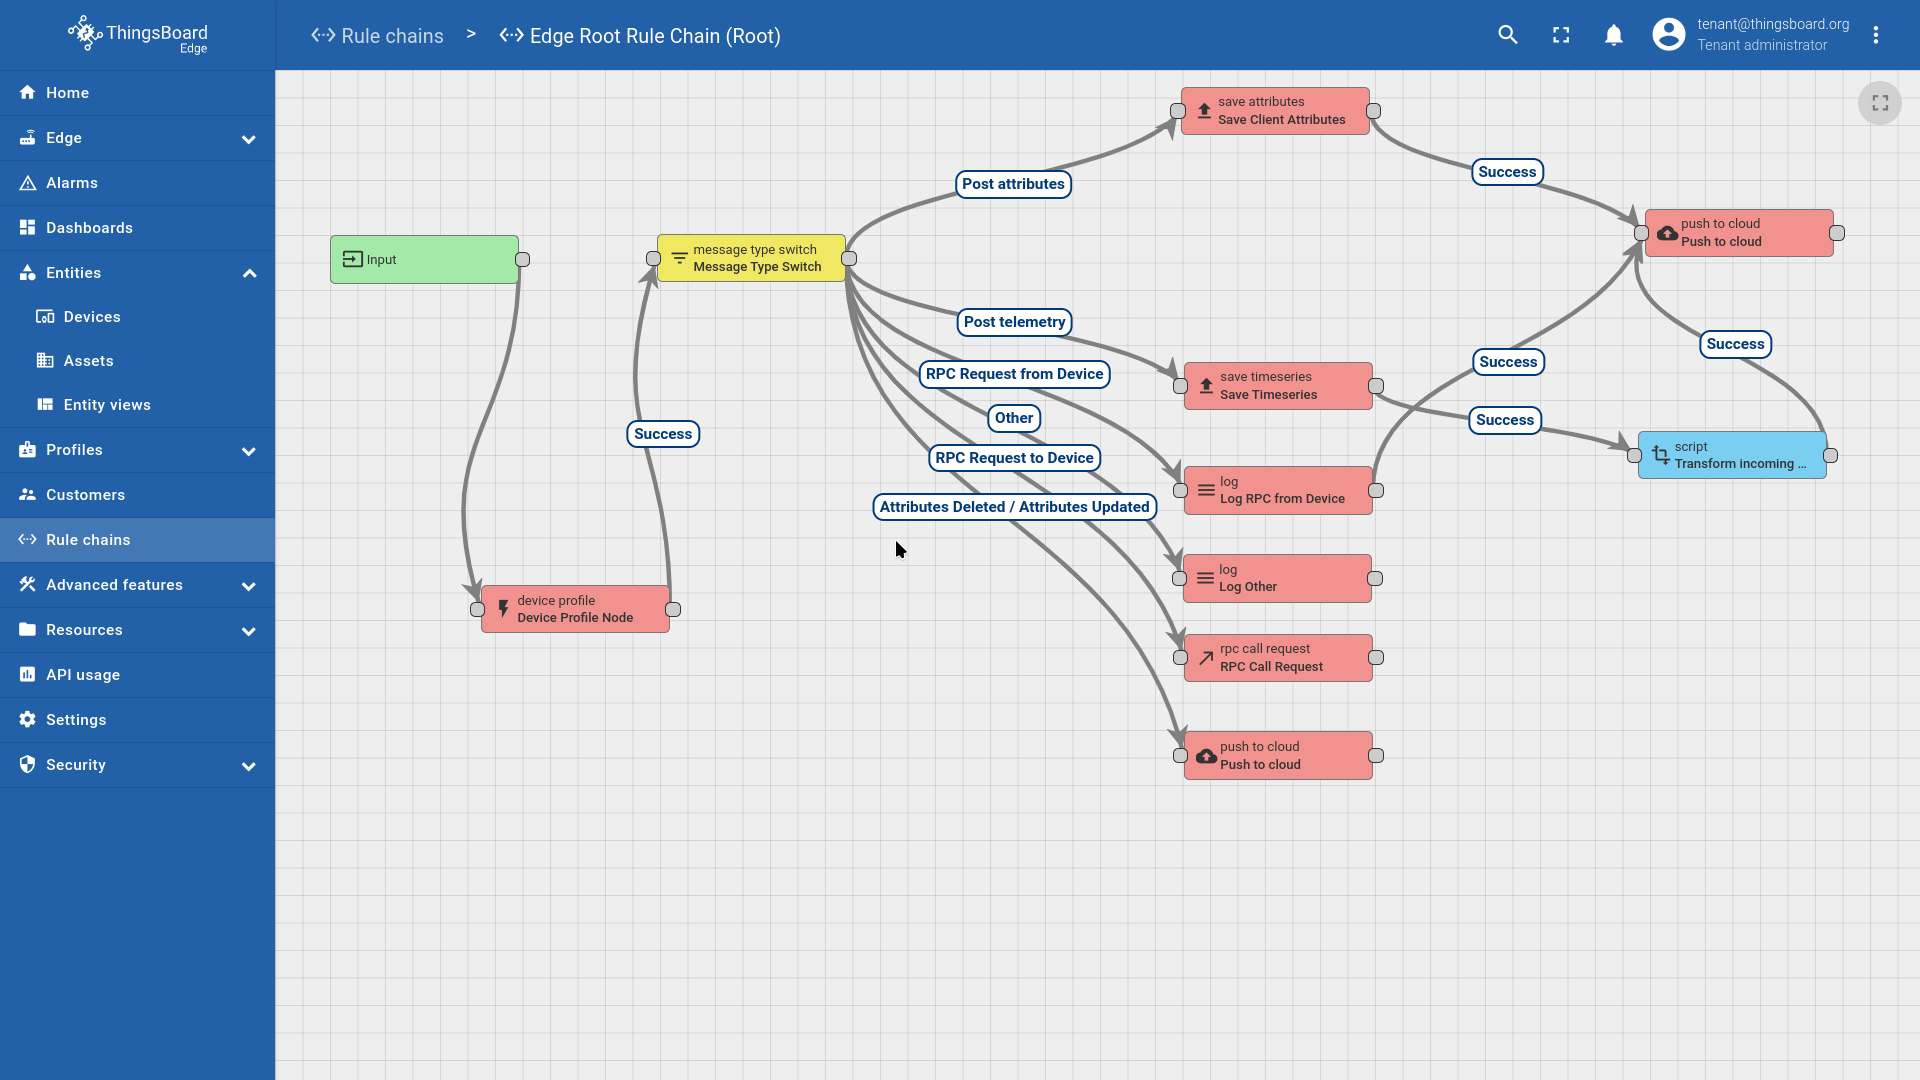 ThingsBoard
Edge
Rule chains > Edge Root Rule Chain (Root)
tenant@thingsboard.org
Tenant administrator
Home
Edge
Alarms
Dashboards
Entities
Devices
Assets
Entity views
Profiles
Customers
Rule chains
Advanced features
Resources
API usage
Settings
Security
Input
device profile
Device Profile Node
Success
message type switch
Message Type Switch
Post attributes
Post telemetry
RPC Request from Device
Other
RPC Request to Device
Attributes Deleted / Attributes Updated
save attributes
Save Client Attributes
save timeseries
Save Timeseries
log
Log RPC from Device
log
Log Other
rpc call request
RPC Call Request
push to cloud
Push to cloud
Success
Success
Success
Success
push to cloud
Push to cloud
script
Transform incoming ...